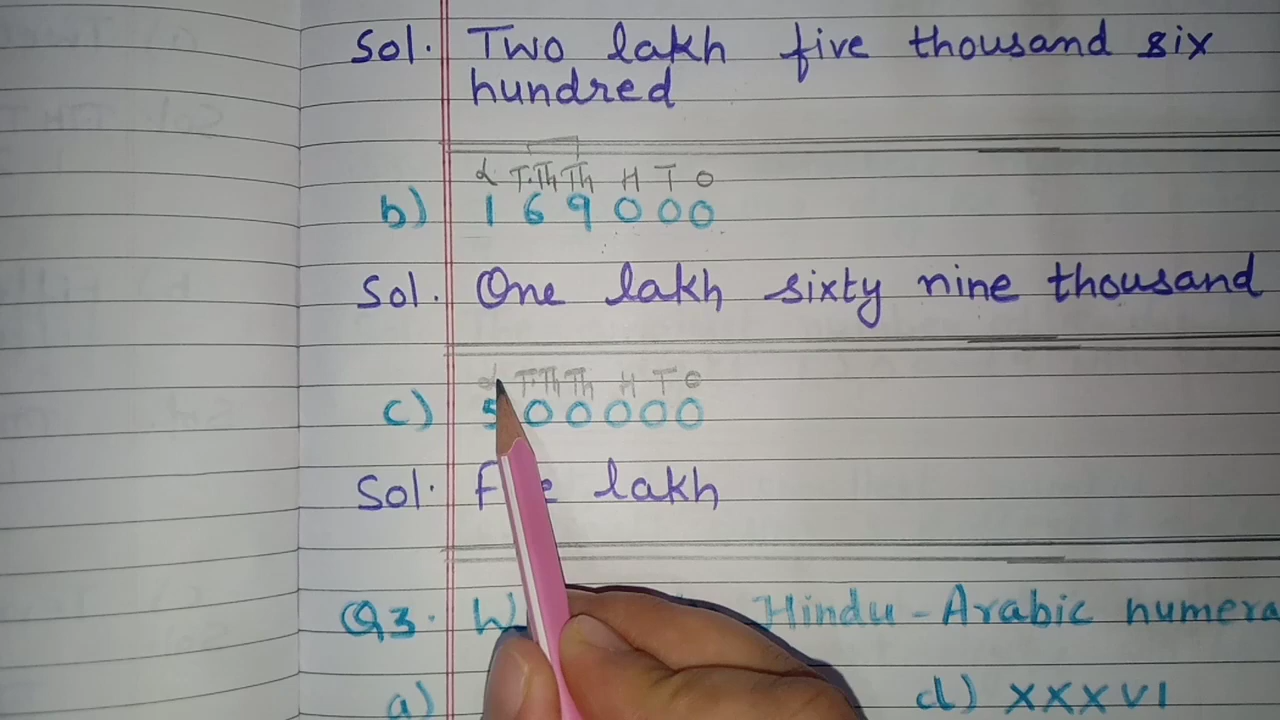 Sol. Two lakh five thousand six
hundred
L T.Th Th H T O
b) 1 6 9 0 0 0
Sol. One lakh sixty nine thousand
L T.Th Th H T O
c) 5 0 0 0 0 0
Sol. lakh
Q3. Hindu-Arabic
a) d) XXXVI